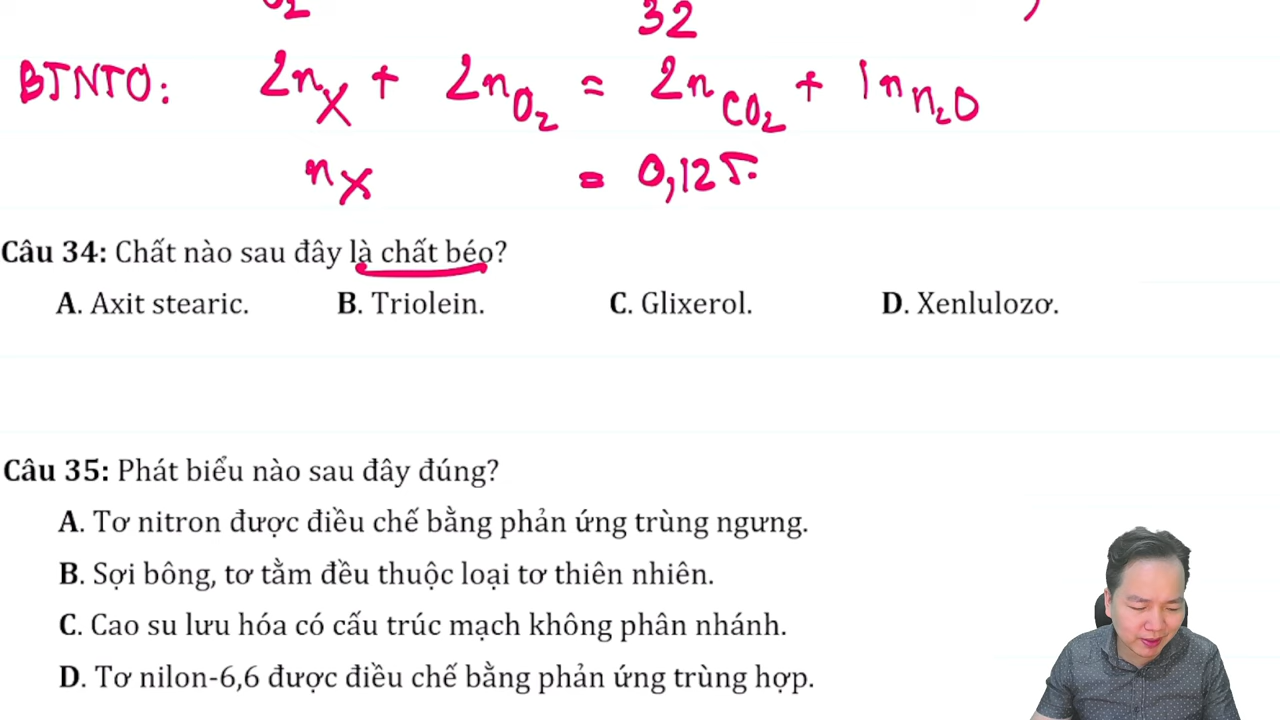 32
BTNTO: 2nX + 2nO2 = 2nCO2 + 1nn2O
nX = 0,125
Câu 34: Chất nào sau đây là chất béo?
A. Axit stearic. B. Triolein. C. Glixerol. D. Xenlulozơ.
Câu 35: Phát biểu nào sau đây đúng?
A. Tơ nitron được điều chế bằng phản ứng trùng ngưng.
B. Sợi bông, tơ tằm đều thuộc loại tơ thiên nhiên.
C. Cao su lưu hóa có cấu trúc mạch không phân nhánh.
D. Tơ nilon-6,6 được điều chế bằng phản ứng trùng hợp.